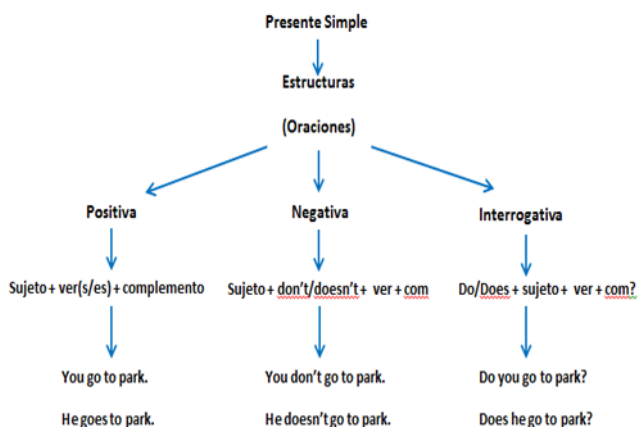 Presente Simple
Estructuras
(Oraciones)
Positiva
Negativa
Interrogativa
Sujeto + ver(s/es) + complemento
Sujeto + don't/doesn't + ver + com
Do/Does + sujeto + ver + com?
You go to park.
You don't go to park.
Do you go to park?
He goes to park.
He doesn't go to park.
Does he go to park?